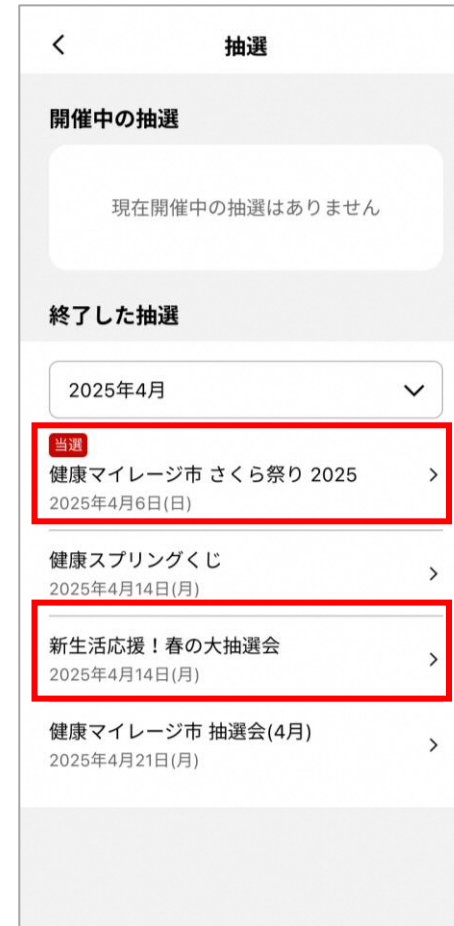 抽選
開催中の抽選
現在開催中の抽選はありません
終了した抽選
2025年4月
当選
健康マイレージ市 さくら祭り 2025
2025年4月6日(日)
健康スプリングくじ
2025年4月14日(月)
新生活応援！春の大抽選会
2025年4月14日(月)
健康マイレージ市 抽選会(4月)
2025年4月21日(月)